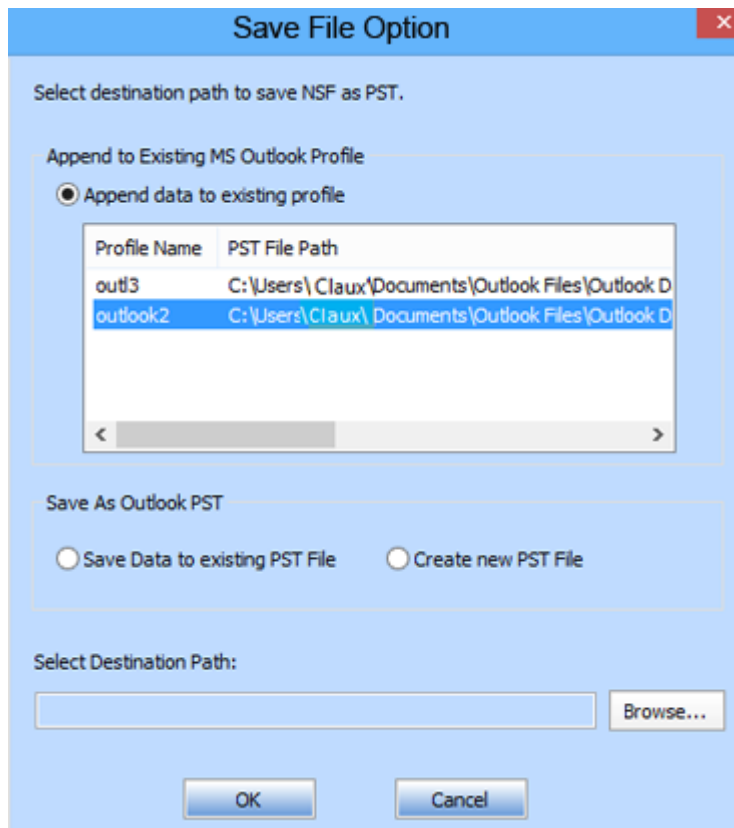 Save File Option
Select destination path to save NSF as PST.
Append to Existing MS Outlook Profile
Append data to existing profile
Profile Name PST File Path
outl3 C:\Users\ Claux\Documents\Outlook Files\Outlook D
outlook2 C:\Users\Claux\ Documents\Outlook Files\Outlook D
Save As Outlook PST
Save Data to existing PST File Create new PST File
Select Destination Path:
Browse...
OK Cancel